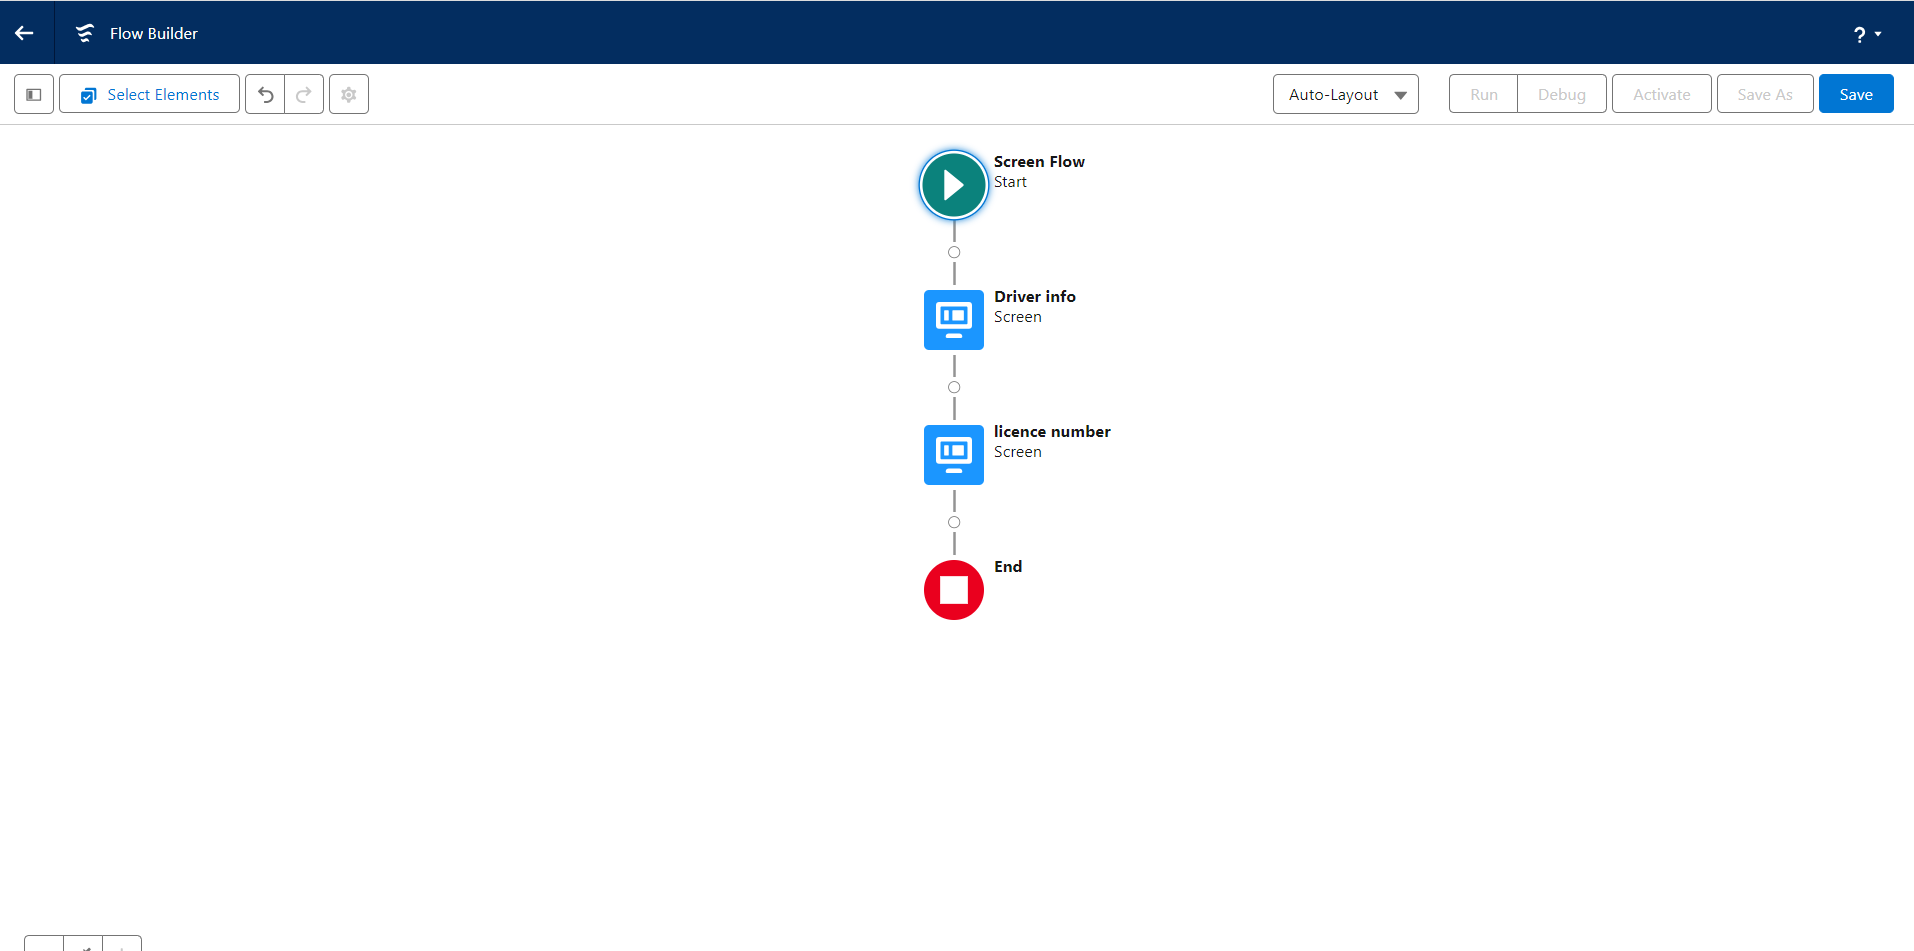 Flow Builder
?
Select Elements
Auto-Layout
Run
Debug
Activate
Save As
Save
Screen Flow
Start
Driver info
Screen
licence number
Screen
End